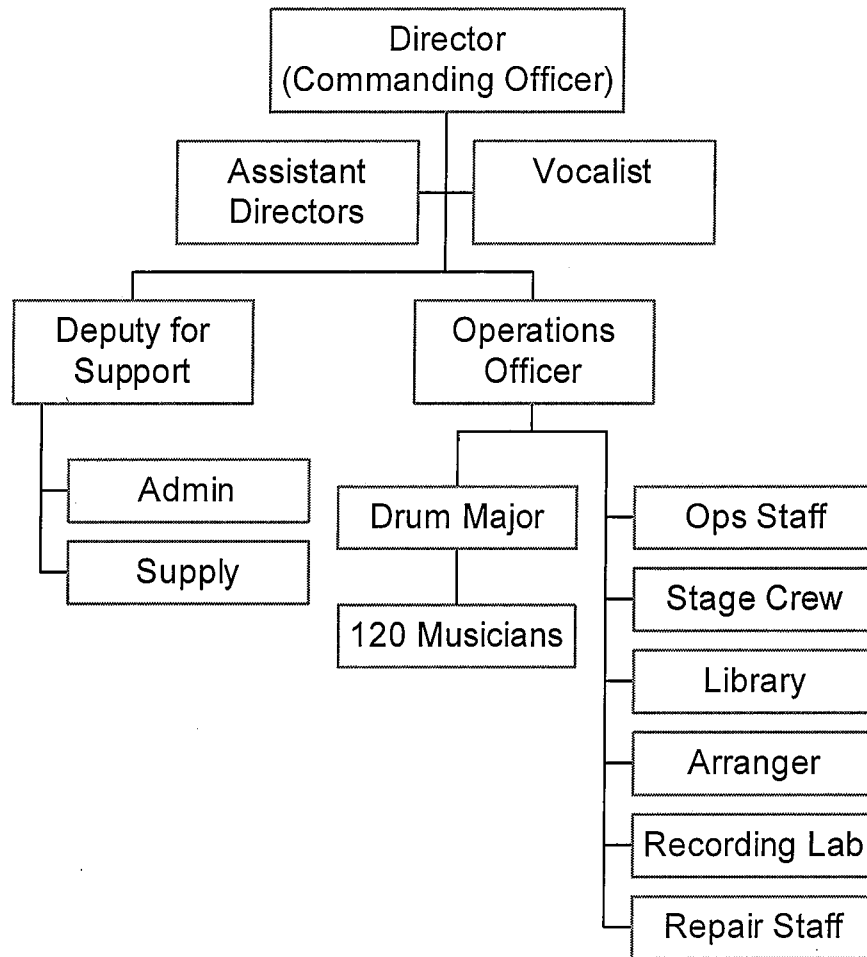 Director
(Commanding Officer)
Assistant
Directors
Vocalist
Deputy for
Support
Operations
Officer
Admin
Supply
Drum Major
120 Musicians
Ops Staff
Stage Crew
Library
Arranger
Recording Lab
Repair Staff